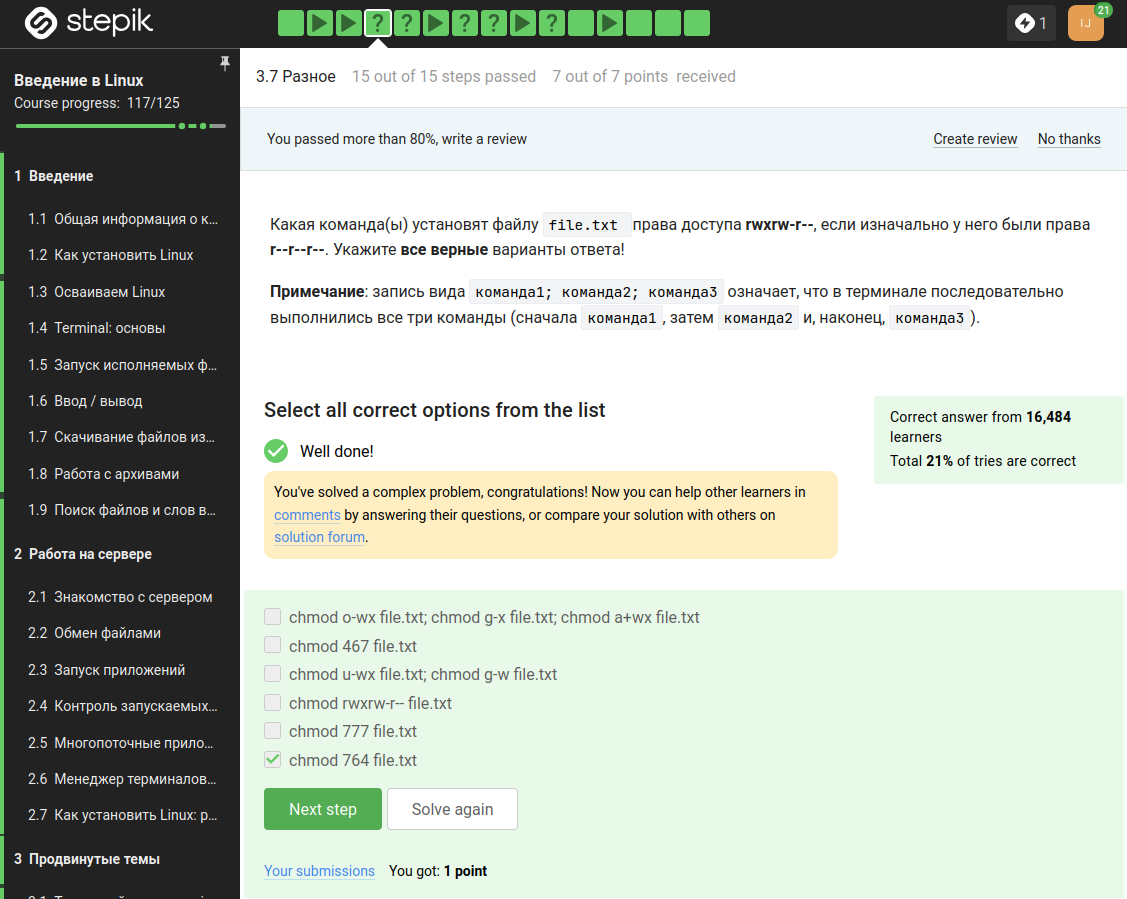 stepik
? ? ? ? ?
1
IJ
21
Введение в Linux
Course progress: 117/125
1 Введение
1.1 Общая информация о к...
1.2 Как установить Linux
1.3 Осваиваем Linux
1.4 Terminal: основы
1.5 Запуск исполняемых ф...
1.6 Ввод / вывод
1.7 Скачивание файлов из...
1.8 Работа с архивами
1.9 Поиск файлов и слов в...
2 Работа на сервере
2.1 Знакомство с сервером
2.2 Обмен файлами
2.3 Запуск приложений
2.4 Контроль запускаемых...
2.5 Многопоточные прило...
2.6 Менеджер терминалов...
2.7 Как установить Linux: р...
3 Продвинутые темы
3.7 Разное 15 out of 15 steps passed 7 out of 7 points received
You passed more than 80%, write a review
Create review No thanks
Какая команда(ы) установят файлу file.txt права доступа rwxrw-r--, если изначально у него были права
r--r--r--. Укажите все верные варианты ответа!
Примечание: запись вида команда1; команда2; команда3 означает, что в терминале последовательно
выполнились все три команды (сначала команда1, затем команда2 и, наконец, команда3).
Select all correct options from the list
Well done!
You've solved a complex problem, congratulations! Now you can help other learners in
comments by answering their questions, or compare your solution with others on
solution forum.
Correct answer from 16,484
learners
Total 21% of tries are correct
chmod o-wx file.txt; chmod g-x file.txt; chmod a+wx file.txt
chmod 467 file.txt
chmod u-wx file.txt; chmod g-w file.txt
chmod rwxrw-r-- file.txt
chmod 777 file.txt
chmod 764 file.txt
Next step Solve again
Your submissions You got: 1 point